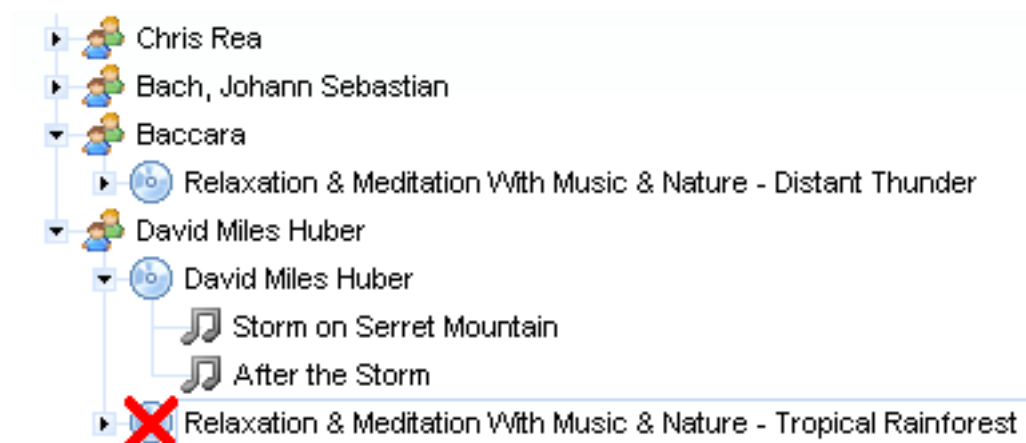 Chris Rea
Bach, Johann Sebastian
Baccara
Relaxation & Meditation With Music & Nature - Distant Thunder
David Miles Huber
David Miles Huber
Storm on Serret Mountain
After the Storm
Relaxation & Meditation With Music & Nature - Tropical Rainforest